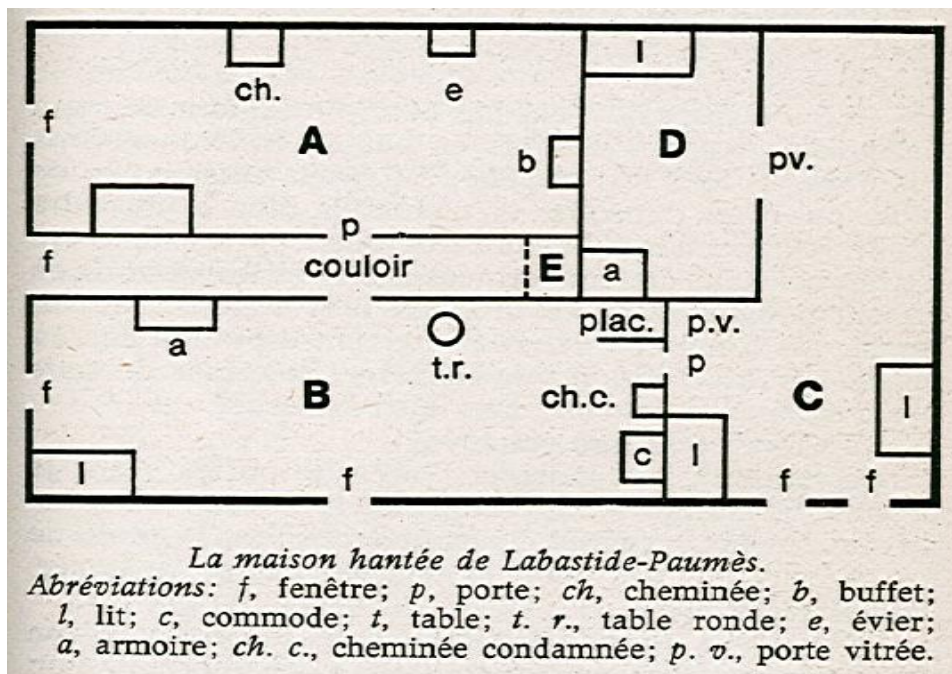 ch.
e
l
f
A
b
D
pv.
p
f
couloir
E
a
a
t.r.
plac.
p.v.
p
f
B
ch.c.
C
l
l
c
l
f
f
f
La maison hantée de Labastide-Paumès.
Abréviations: f, fenêtre; p, porte; ch, cheminée; b, buffet;
l, lit; c, commode; t, table; t. r., table ronde; e, évier;
a, armoire; ch. c., cheminée condamnée; p. v., porte vitrée.